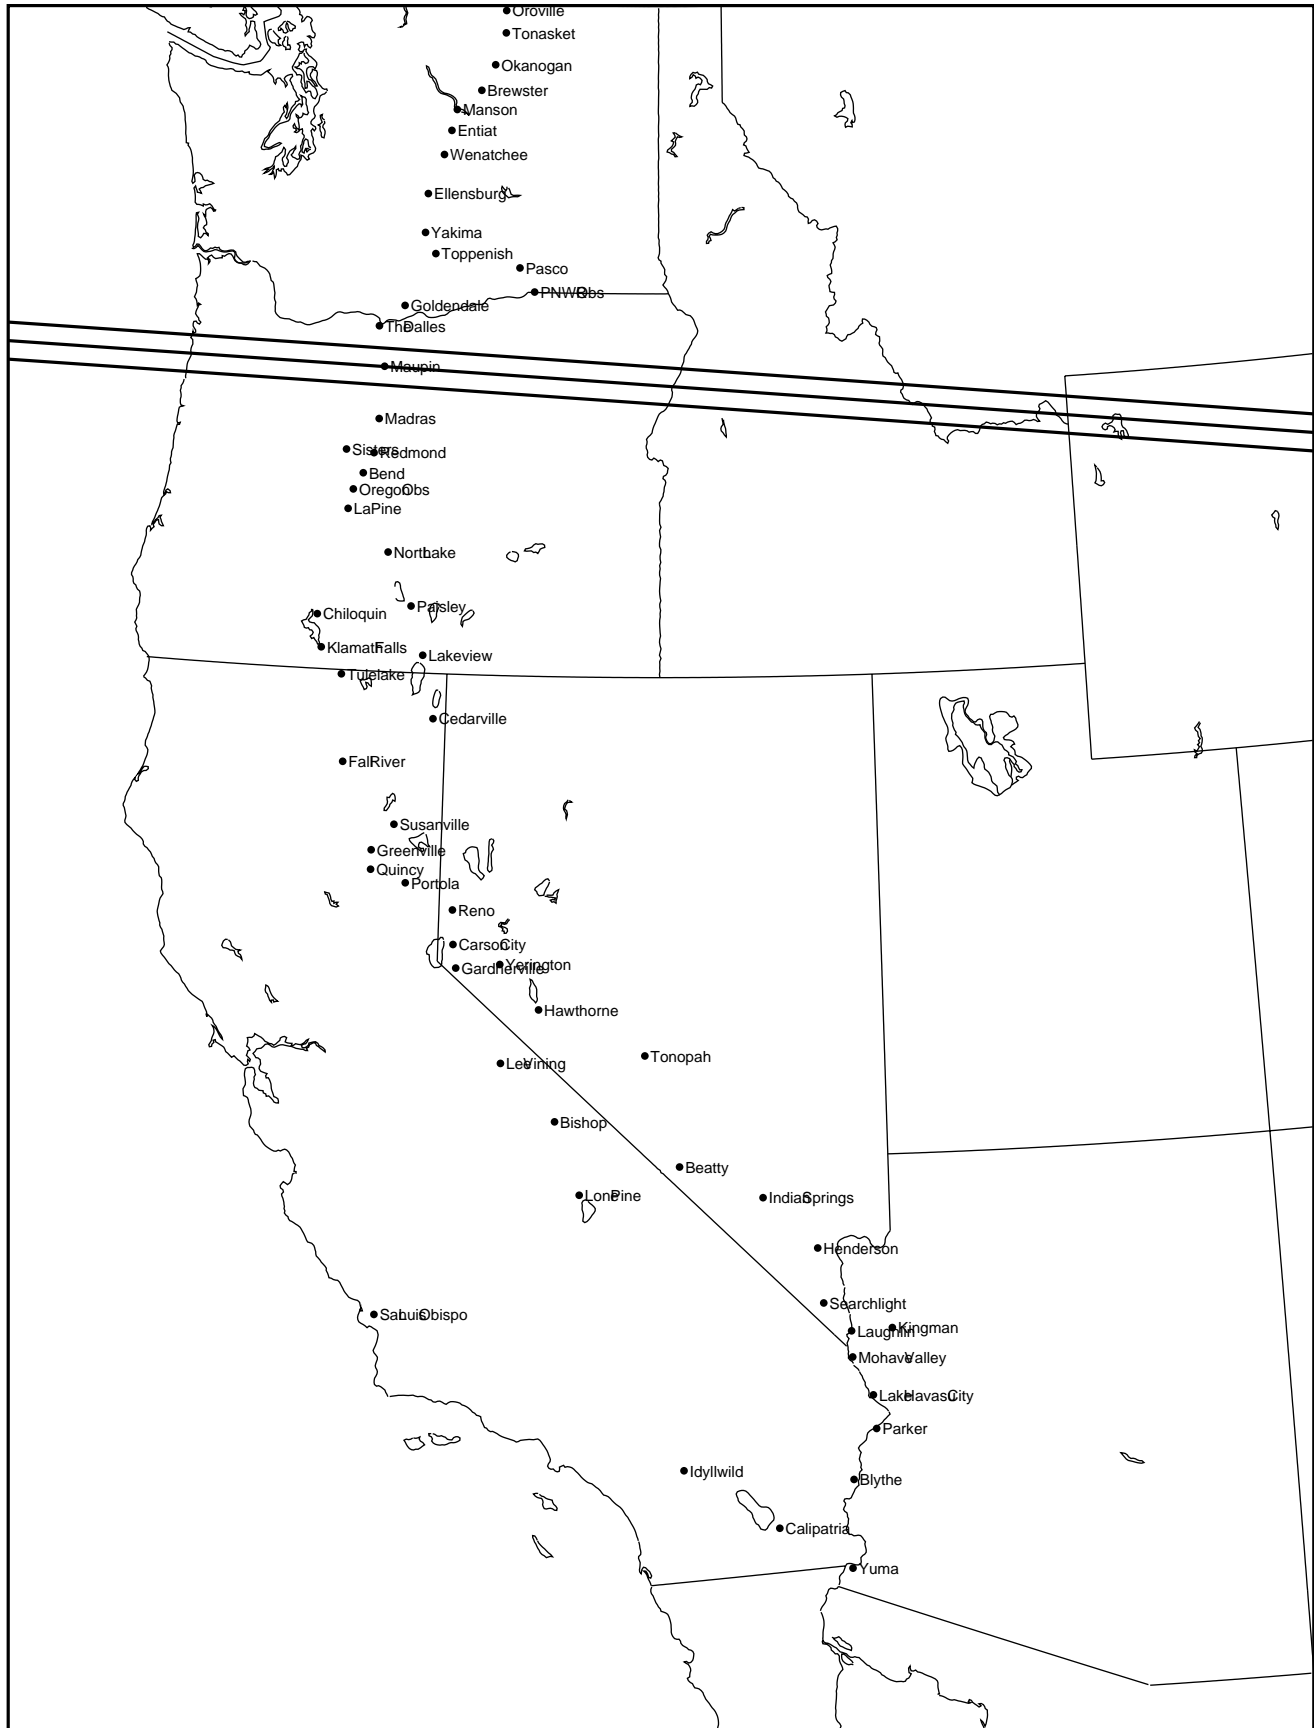 Oroville
Tonasket
Okanogan
Brewster
Manson
Entiat
Wenatchee
Ellensburg
Yakima
Toppenish
Pasco
PNWRObs
Goldendale
TheDalles
Maupin
Madras
Sisters
Redmond
Bend
OregonObs
LaPine
NorthLake
Paisley
Chiloquin
KlamathFalls
Lakeview
Tulelake
Cedarville
FallRiver
Susanville
Greenville
Quincy
Portola
Reno
CarsonCity
Yerington
Gardnerville
Hawthorne
Tonopah
LeeVining
Bishop
Beatty
LonePine
IndianSprings
Henderson
Searchlight
SanLuisObispo
Kingman
Laughlin
MohaveValley
LakeHavasuCity
Parker
Idyllwild
Blythe
Calipatria
Yuma